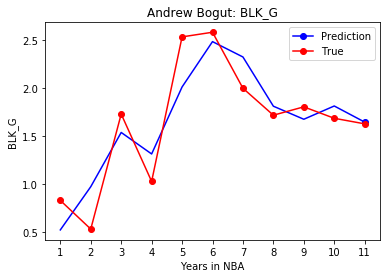 Andrew Bogut: BLK_G
Prediction
True
2.5
2.0
1.5
1.0
0.5
BLK_G
1 2 3 4 5 6 7 8 9 10 11
Years in NBA